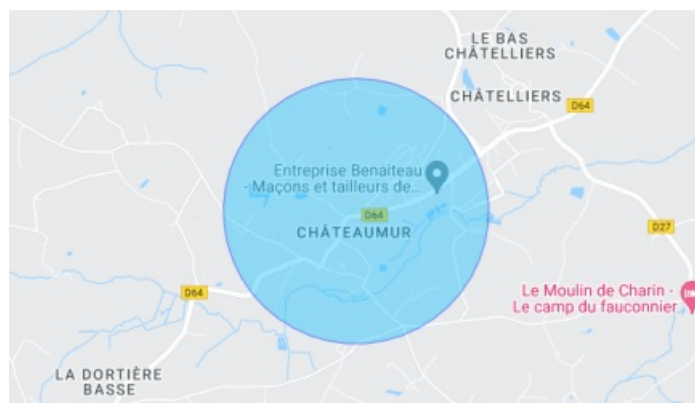 LE BAS
CHÂTELLIERS
CHÂTELLIERS
D64
Entreprise Benaiteau
- Maçons et tailleurs de...
D64
CHÂTEAUMUR
D27
D64
Le Moulin de Charin -
Le camp du fauconnier
LA DORTIÈRE
BASSE